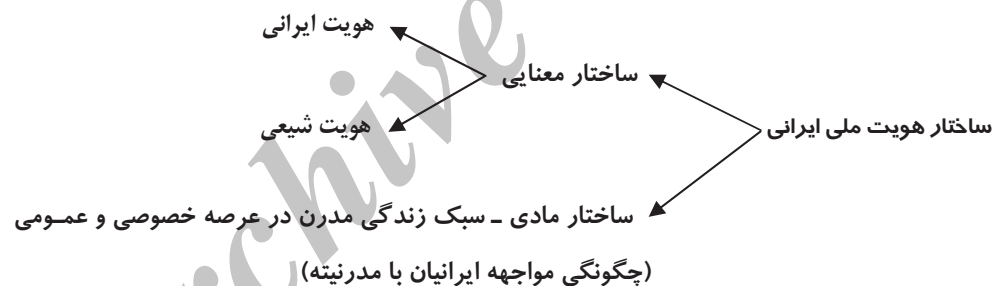 هویت ایرانی
ساختار معنایی
ساختار هویت ملی ایرانی
هویت شیعی
ساختار مادی ـ سبک زندگی مدرن در عرصه خصوصی و عمـومی
(چگونگی مواجهه ایرانیان با مدرنیته)
chive